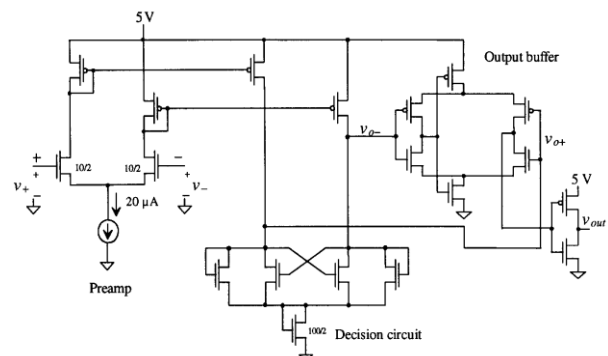 5 V
Output buffer
v_{o-}
v_{o+}
10/2
10/2
+
+
−
−
+
−
v_+
v_-
20 µA
5 V
v_{out}
Preamp
100/2
Decision circuit